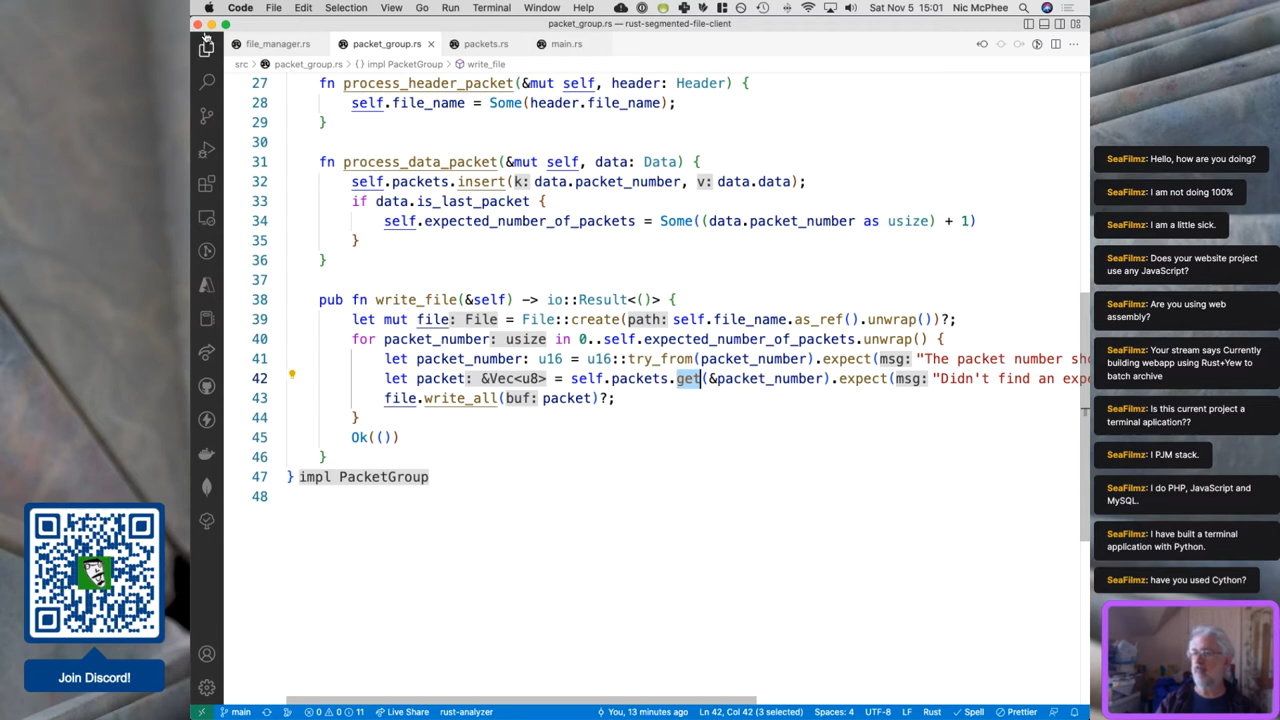 Code File Edit Selection View Go Run Terminal Window Help
Sat Nov 5 15:01 Nic McPhee
packet_group.rs — rust-segmented-file-client
file_manager.rs packet_group.rs packets.rs main.rs
src packet_group.rs impl PacketGroup write_file
27 fn process_header_packet(&mut self, header: Header) {
28 self.file_name = Some(header.file_name);
29 }
30
31 fn process_data_packet(&mut self, data: Data) {
32 self.packets.insert(k: data.packet_number, v: data.data);
33 if data.is_last_packet {
34 self.expected_number_of_packets = Some((data.packet_number as usize) + 1)
35 }
36 }
37
38 pub fn write_file(&self) -> io::Result<()> {
39 let mut file: File = File::create(path: self.file_name.as_ref().unwrap())?;
40 for packet_number: usize in 0..self.expected_number_of_packets.unwrap() {
41 let packet_number: u16 = u16::try_from(packet_number).expect(msg: "The packet number sho
42 let packet: &Vec<u8> = self.packets.get(&packet_number).expect(msg: "Didn't find an expe
43 file.write_all(buf: packet)?;
44 }
45 Ok(())
46 }
47 } impl PacketGroup
48
main 0 0 11 Live Share rust-analyzer You, 13 minutes ago Ln 42, Col 42 (3 selected) Spaces: 4 UTF-8 LF Rust Spell Prettier
Join Discord!
SeaFilmz: Hello, how are you doing?
SeaFilmz: I am not doing 100%
SeaFilmz: I am a little sick.
SeaFilmz: Does your website project
use any JavaScript?
SeaFilmz: Are you using web
assembly?
SeaFilmz: Your stream says Currently
building webapp using Rust+Yew to
batch archive
SeaFilmz: Is this current project a
terminal aplication??
SeaFilmz: I PJM stack.
SeaFilmz: I do PHP, JavaScript and
MySQL.
SeaFilmz: I have built a terminal
application with Python.
SeaFilmz: have you used Cython?